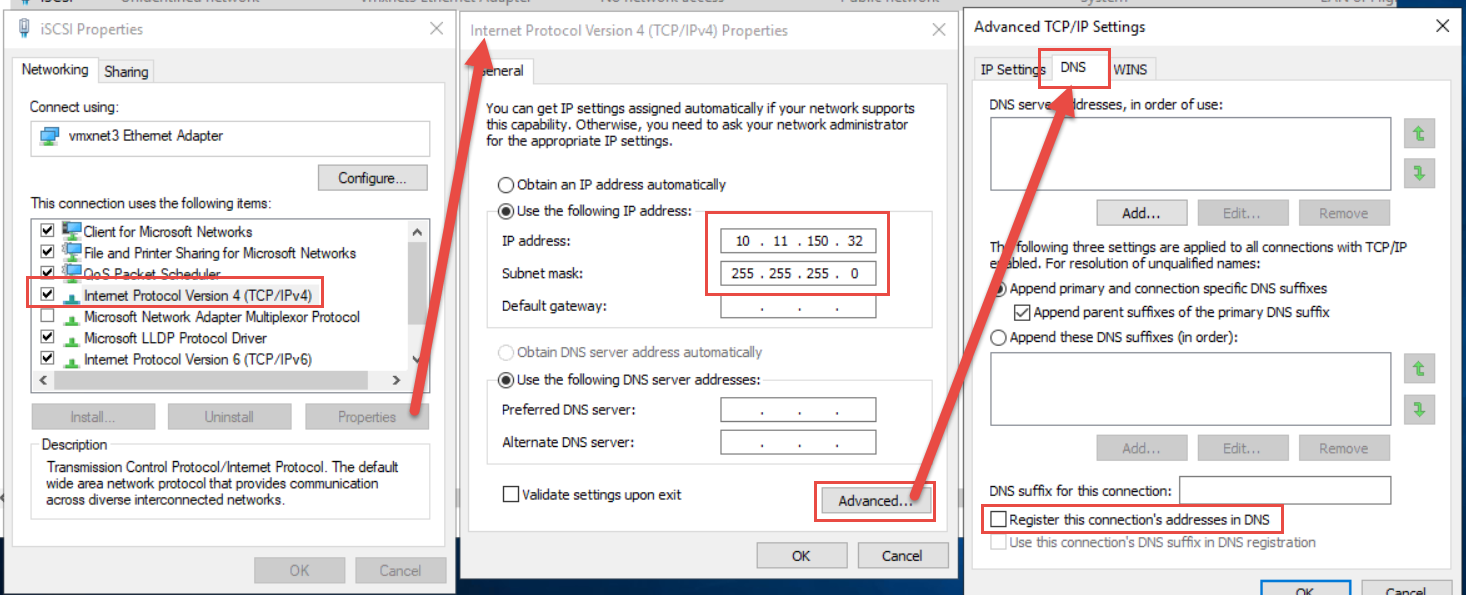 iSCSI Properties
Networking
Sharing
Connect using:
vmxnet3 Ethernet Adapter
Configure...
This connection uses the following items:
Client for Microsoft Networks
File and Printer Sharing for Microsoft Networks
QoS Packet Scheduler
Internet Protocol Version 4 (TCP/IPv4)
Microsoft Network Adapter Multiplexor Protocol
Microsoft LLDP Protocol Driver
Internet Protocol Version 6 (TCP/IPv6)
Install...
Uninstall
Properties
Description
Transmission Control Protocol/Internet Protocol. The default
wide area network protocol that provides communication
across diverse interconnected networks.
OK
Cancel
Internet Protocol Version 4 (TCP/IPv4) Properties
General
You can get IP settings assigned automatically if your network supports
this capability. Otherwise, you need to ask your network administrator
for the appropriate IP settings.
Obtain an IP address automatically
Use the following IP address:
IP address:
10 . 11 . 150 . 32
Subnet mask:
255 . 255 . 255 . 0
Default gateway:
. . .
Obtain DNS server address automatically
Use the following DNS server addresses:
Preferred DNS server:
. . .
Alternate DNS server:
. . .
Validate settings upon exit
Advanced...
OK
Cancel
Advanced TCP/IP Settings
IP Settings
DNS
WINS
DNS server addresses, in order of use:
Add...
Edit...
Remove
The following three settings are applied to all connections with TCP/IP
enabled. For resolution of unqualified names:
Append primary and connection specific DNS suffixes
Append parent suffixes of the primary DNS suffix
Append these DNS suffixes (in order):
Add...
Edit...
Remove
DNS suffix for this connection:
Register this connection's addresses in DNS
Use this connection's DNS suffix in DNS registration
OK
Cancel